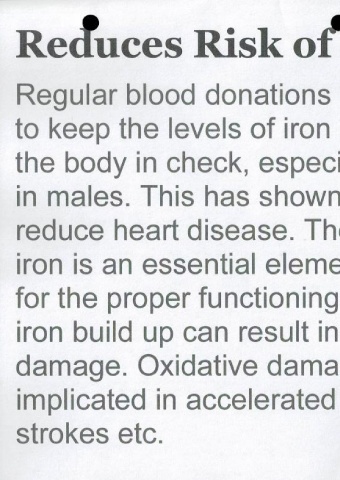 Reduces Risk of
Regular blood donations
to keep the levels of iron
the body in check, especi
in males. This has shown
reduce heart disease. The
iron is an essential eleme
for the proper functioning
iron build up can result in
damage. Oxidative dama
implicated in accelerated
strokes etc.